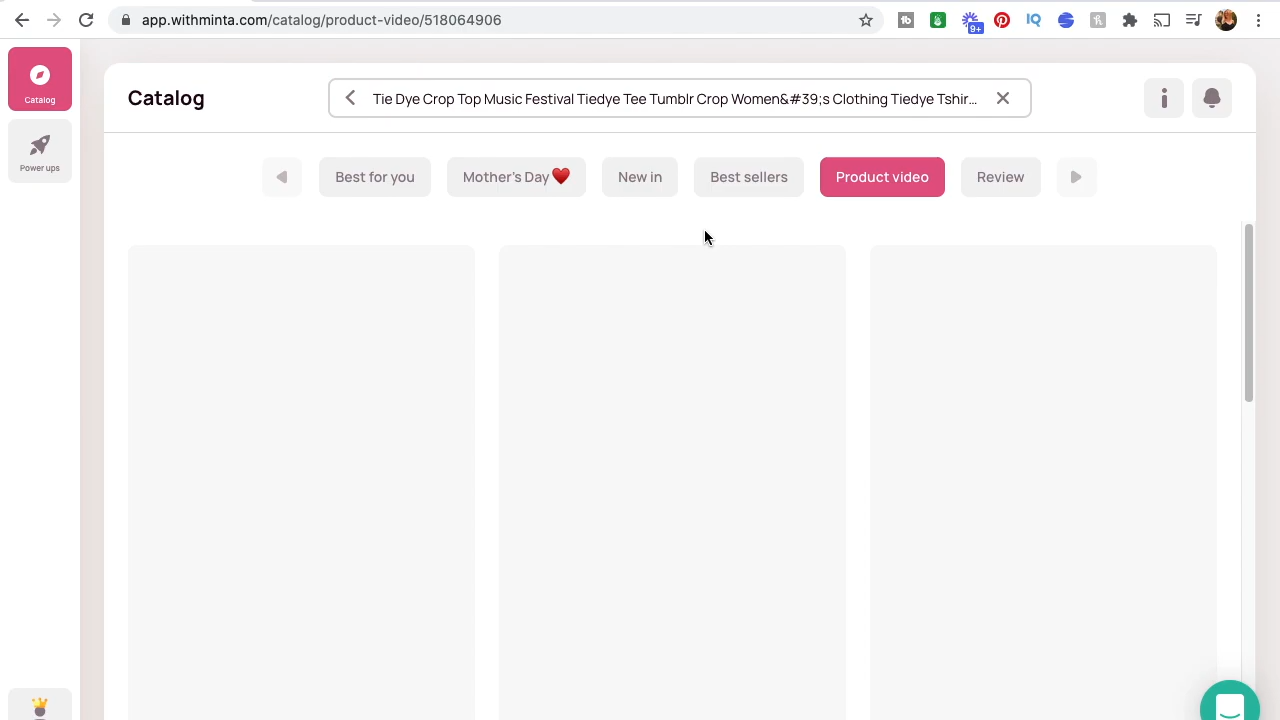 app.withminta.com/catalog/product-video/518064906
9+
Catalog
Tie Dye Crop Top Music Festival Tiedye Tee Tumblr Crop Women&#39;s Clothing Tiedye Tshir...
Catalog
Power ups
Best for you
Mother's Day ❤️
New in
Best sellers
Product video
Review